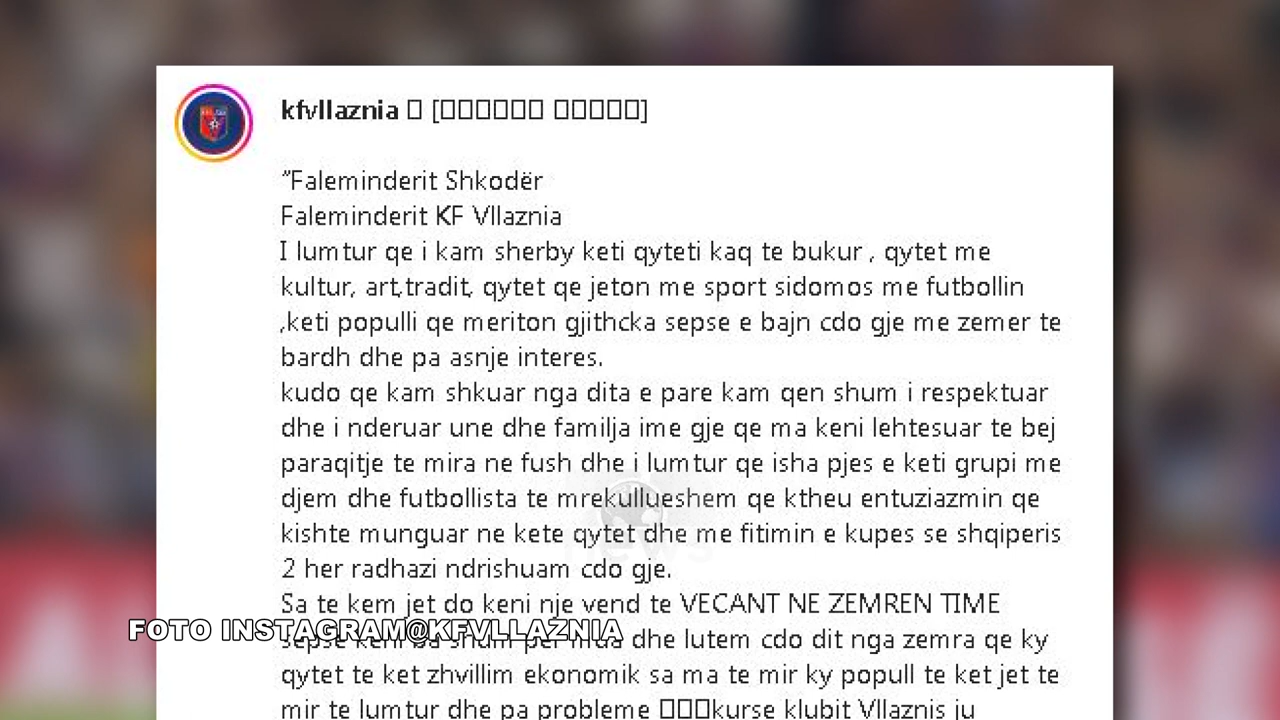 kfvllaznia □ [□□□□□□ □□□□□]
"Faleminderit Shkodër
Faleminderit KF Vllaznia
I lumtur qe i kam sherby keti qyteti kaq te bukur , qytet me
kultur, art,tradit, qytet qe jeton me sport sidomos me futbollin
,keti populli qe meriton gjithcka sepse e bajn cdo gje me zemer te
bardh dhe pa asnje interes.
kudo qe kam shkuar nga dita e pare kam qen shum i respektuar
dhe i nderuar une dhe familja ime gje qe ma keni lehtesuar te bej
paraqitje te mira ne fush dhe i lumtur qe isha pjes e keti grupi me
djem dhe futbollista te mrekullueshem qe ktheu entuziazmin qe
kishte munguar ne kete qytet dhe me fitimin e kupes se shqiperis
2 her radhazi ndrishuam cdo gje.
Sa te kem jet do keni nje vend te VECANT NE ZEMREN TIME
FOTO INSTAGRAM@KFVLLAZNIA
sepse keni ba shum per mua dhe lutem cdo dit nga zemra qe ky
qytet te ket zhvillim ekonomik sa ma te mir ky popull te ket jet te
mir te lumtur dhe pa probleme □□□kurse klubit Vllaznis ju